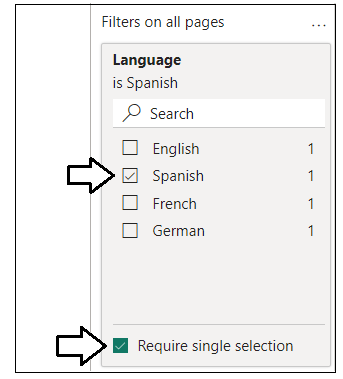 Filters on all pages ...
Language
is Spanish
Search
English 1
Spanish 1
French 1
German 1
Require single selection